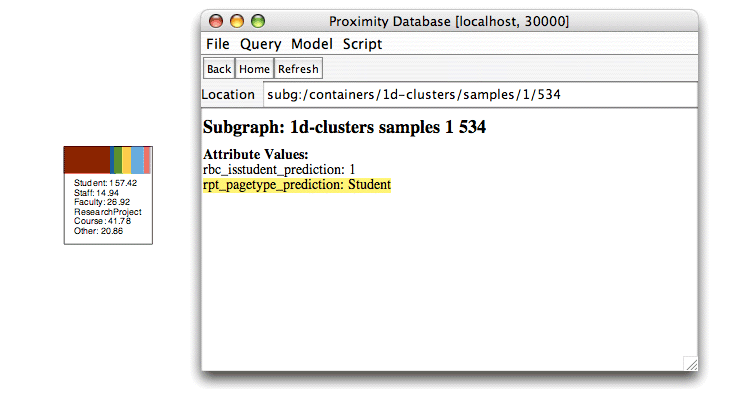 Proximity Database [localhost, 30000]
File Query Model Script
Back Home Refresh
Location subg:/containers/1d-clusters/samples/1/534
Subgraph: 1d-clusters samples 1 534
Attribute Values:
rbc_isstudent_prediction: 1
rpt_pagetype_prediction: Student
Student: 157.42
Staff: 14.94
Faculty: 26.92
ResearchProject
Course: 41.78
Other: 20.86